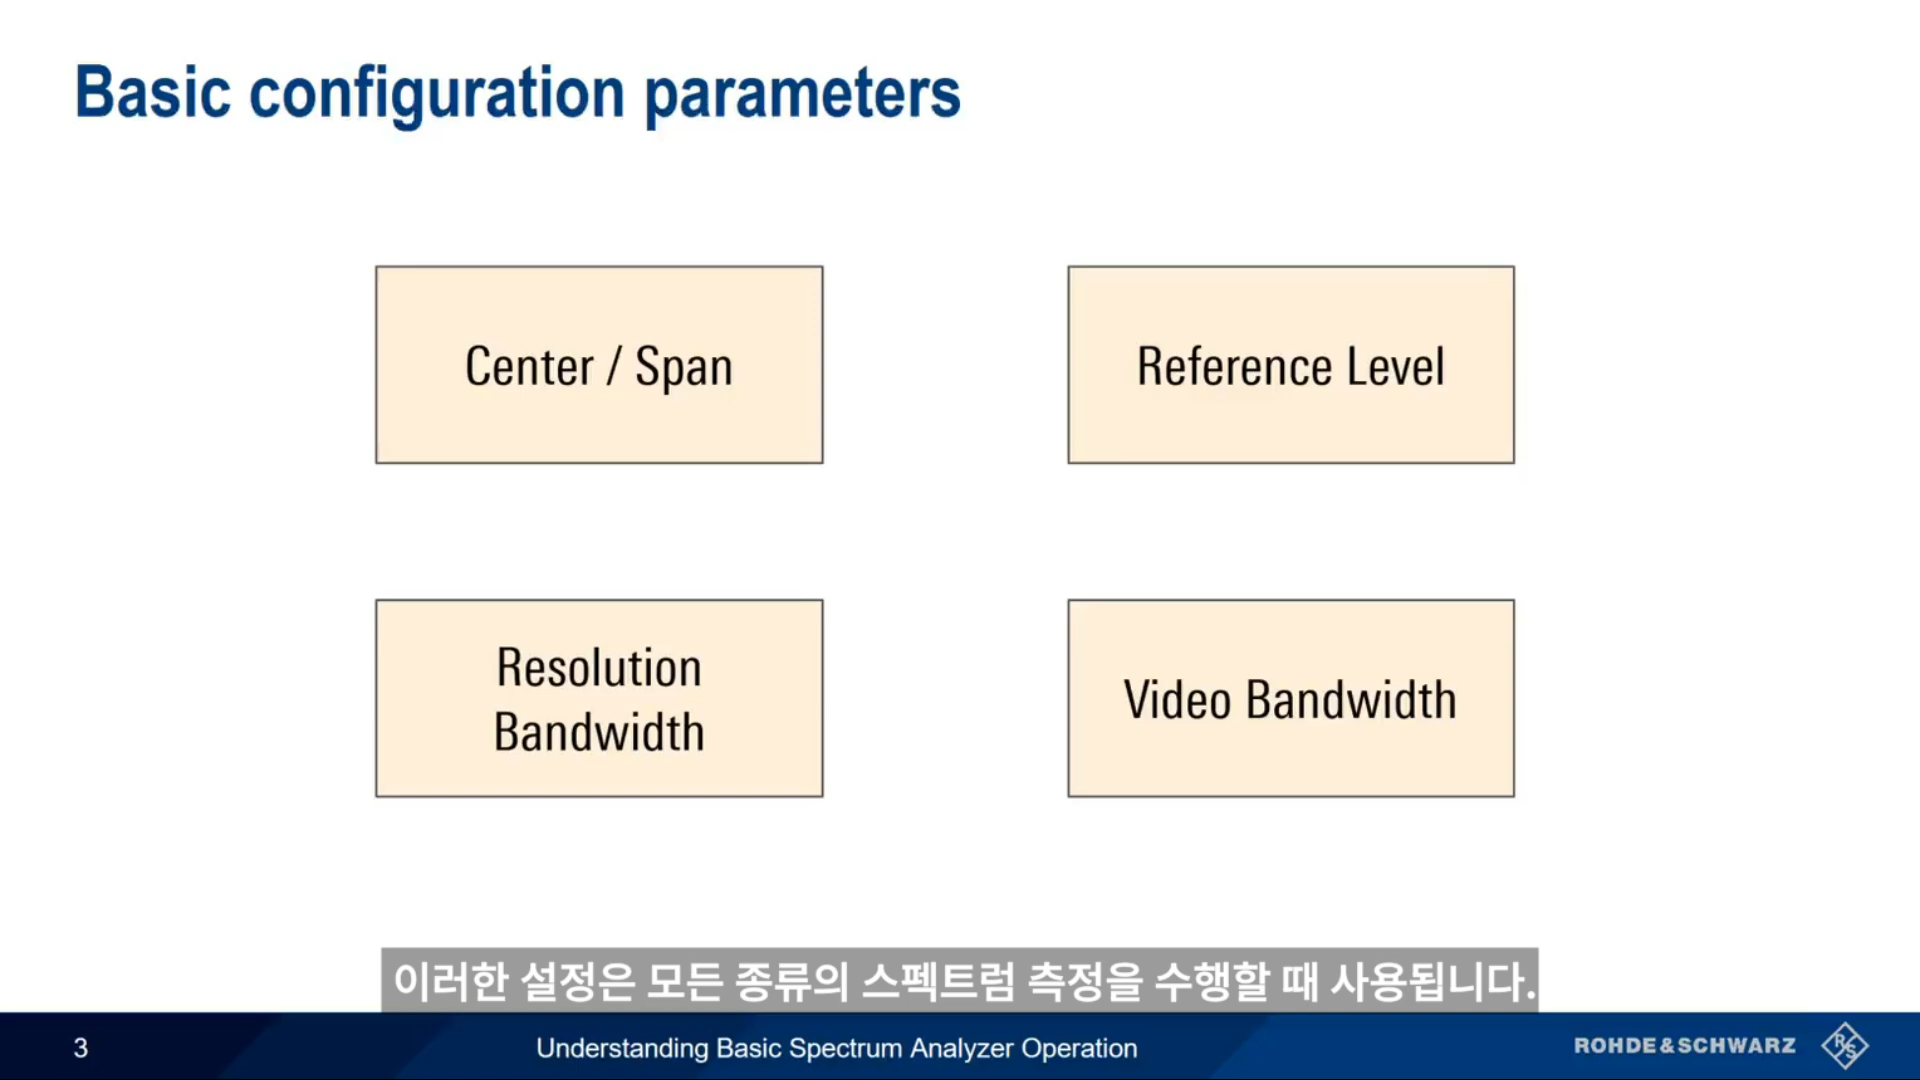 Basic configuration parameters
Center / Span
Reference Level
Resolution
Bandwidth
Video Bandwidth
이러한 설정은 모든 종류의 스펙트럼 측정을 수행할 때 사용됩니다.
3
Understanding Basic Spectrum Analyzer Operation
ROHDE&SCHWARZ
R&S